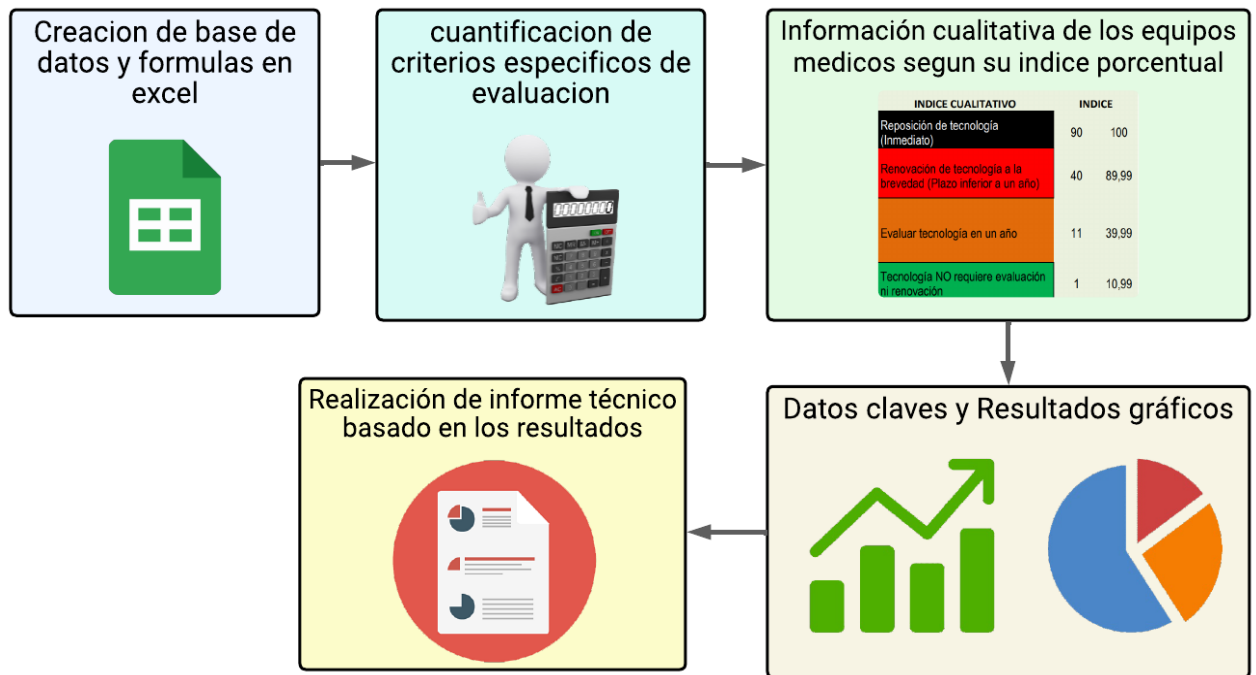 Creacion de base de
datos y formulas en
excel
cuantificacion de
criterios especificos de
evaluacion
Información cualitativa de los equipos
medicos segun su indice porcentual
INDICE CUALITATIVO INDICE
Reposición de tecnología
(Inmediato)
90 100
Renovación de tecnología a la
brevedad (Plazo inferior a un año)
40 89,99
Evaluar tecnología en un año 11 39,99
Tecnología NO requiere evaluación
ni renovación
1 10,99
Realización de informe técnico
basado en los resultados
Datos claves y Resultados gráficos